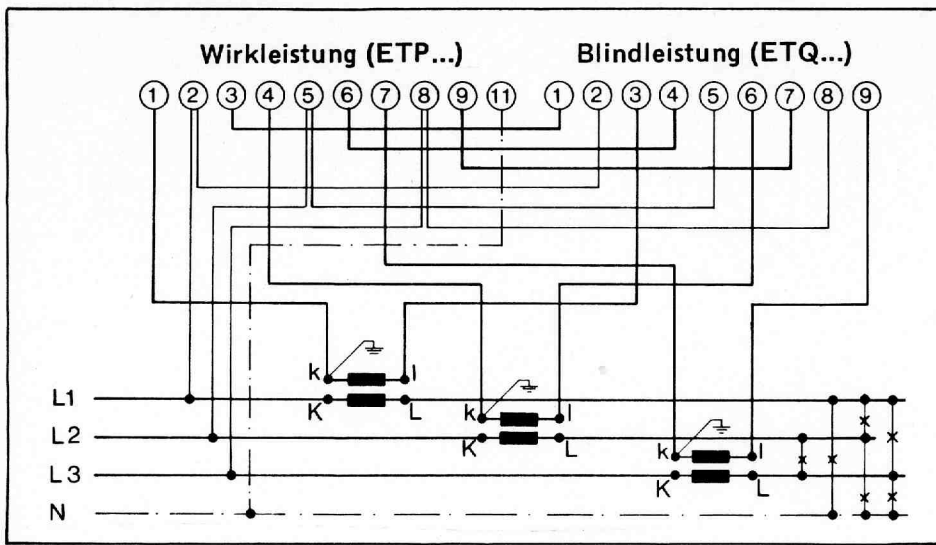 Wirkleistung (ETP...) Blindleistung (ETQ...)
1 2 3 4 5 6 7 8 9 11 1 2 3 4 5 6 7 8 9
k l
L1 K L k l
L2 K L k l
L3 K L
N